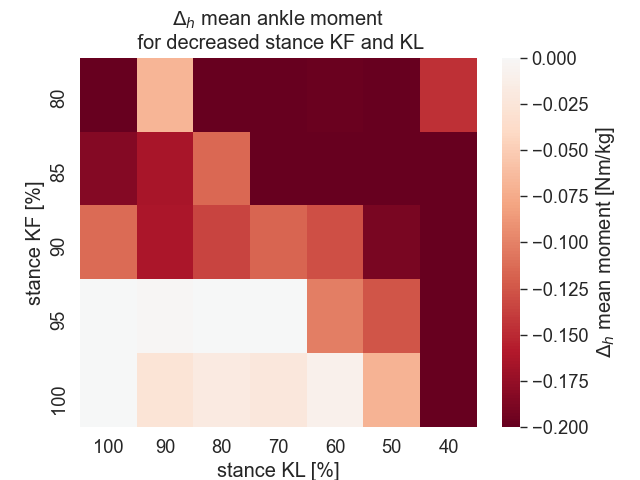 Δh mean ankle moment
for decreased stance KF and KL
stance KF [%]
80
85
90
95
100
100 90 80 70 60 50 40
stance KL [%]
0.000
−0.025
−0.050
−0.075
−0.100
−0.125
−0.150
−0.175
−0.200
Δh mean moment [Nm/kg]